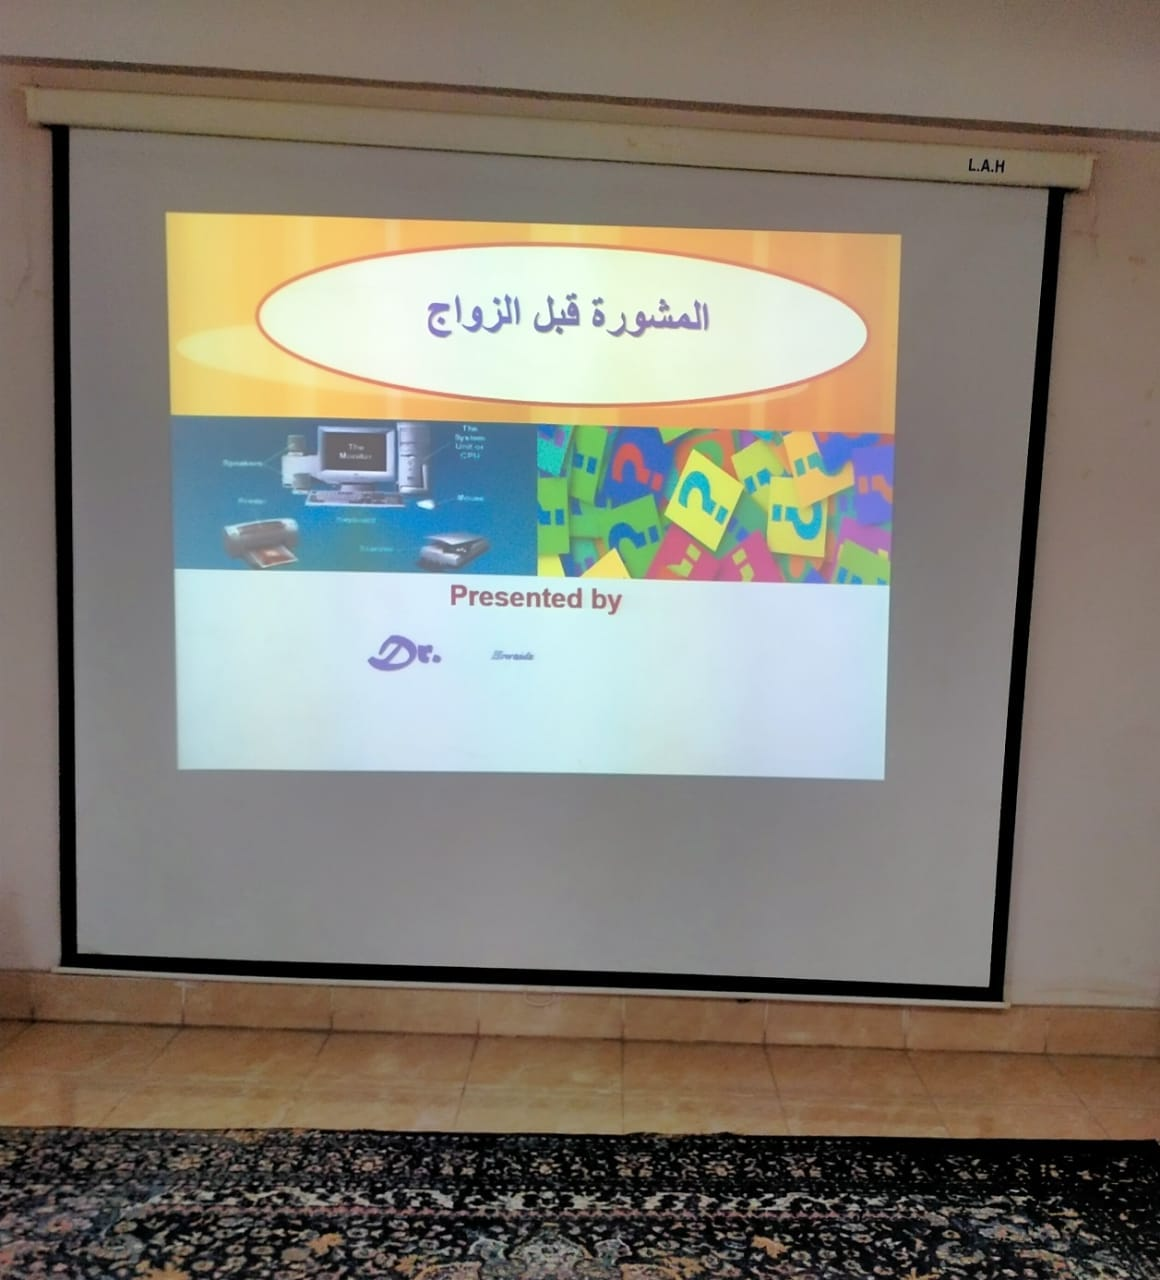 L.A.H
المشورة قبل الزواج
The
System
Unit or
CPU
The
Monitor
Speakers
Mouse
Printer
Keyboard
Scanner
Presented by
Dr.